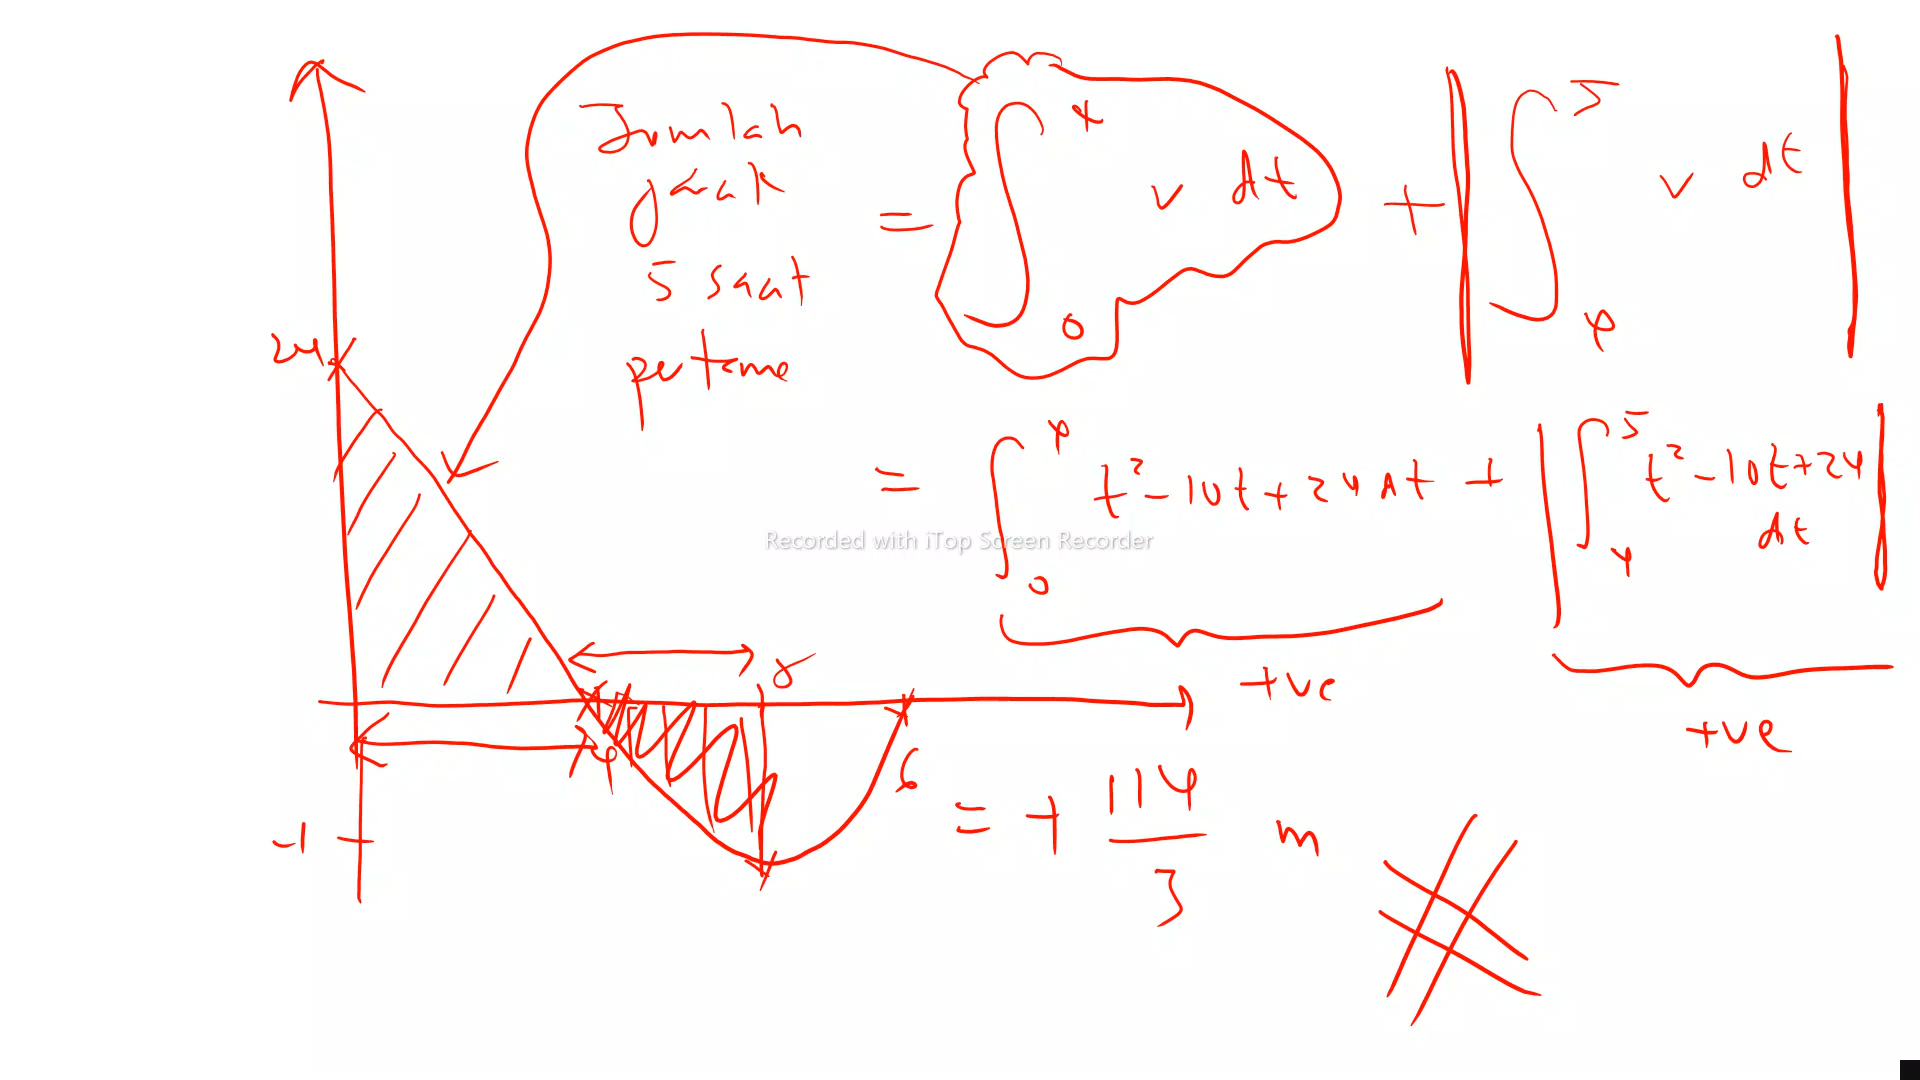 Jumlah
jarak
5 saat
pertama
= ∫₀⁴ v dt + |∫₄⁵ v dt|
= ∫₀⁴ t² - 10t + 24 dt + |∫₄⁵ t² - 10t + 24 dt|
+ve
+ve
= + 114/3 m
24
5
4
6
-1
Recorded with iTop Screen Recorder